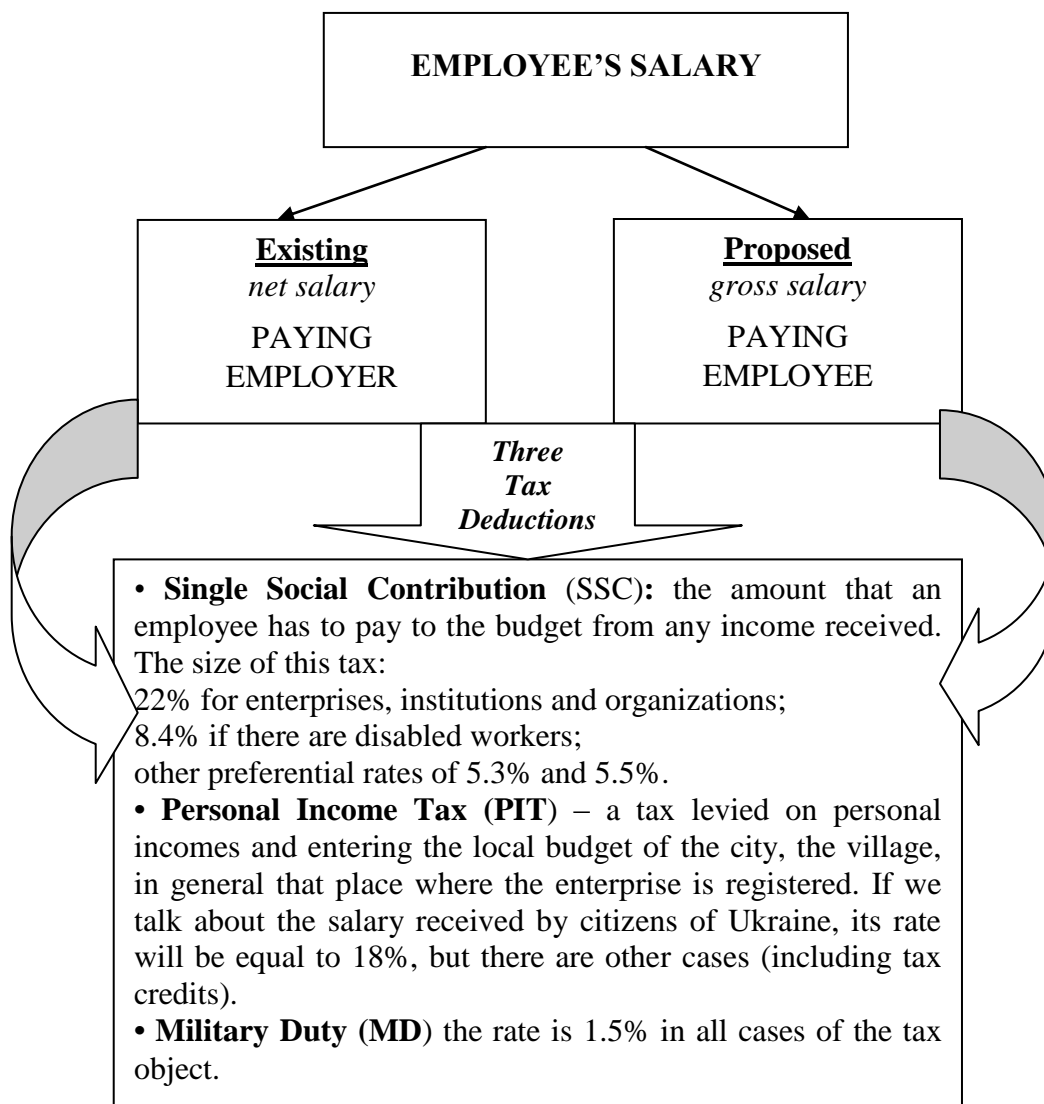 EMPLOYEE’S SALARY
Existing
net salary
PAYING
EMPLOYER
Proposed
gross salary
PAYING
EMPLOYEE
Three
Tax
Deductions
• Single Social Contribution (SSC): the amount that an
employee has to pay to the budget from any income received.
The size of this tax:
22% for enterprises, institutions and organizations;
8.4% if there are disabled workers;
other preferential rates of 5.3% and 5.5%.
• Personal Income Tax (PIT) – a tax levied on personal
incomes and entering the local budget of the city, the village,
in general that place where the enterprise is registered. If we
talk about the salary received by citizens of Ukraine, its rate
will be equal to 18%, but there are other cases (including tax
credits).
• Military Duty (MD) the rate is 1.5% in all cases of the tax
object.